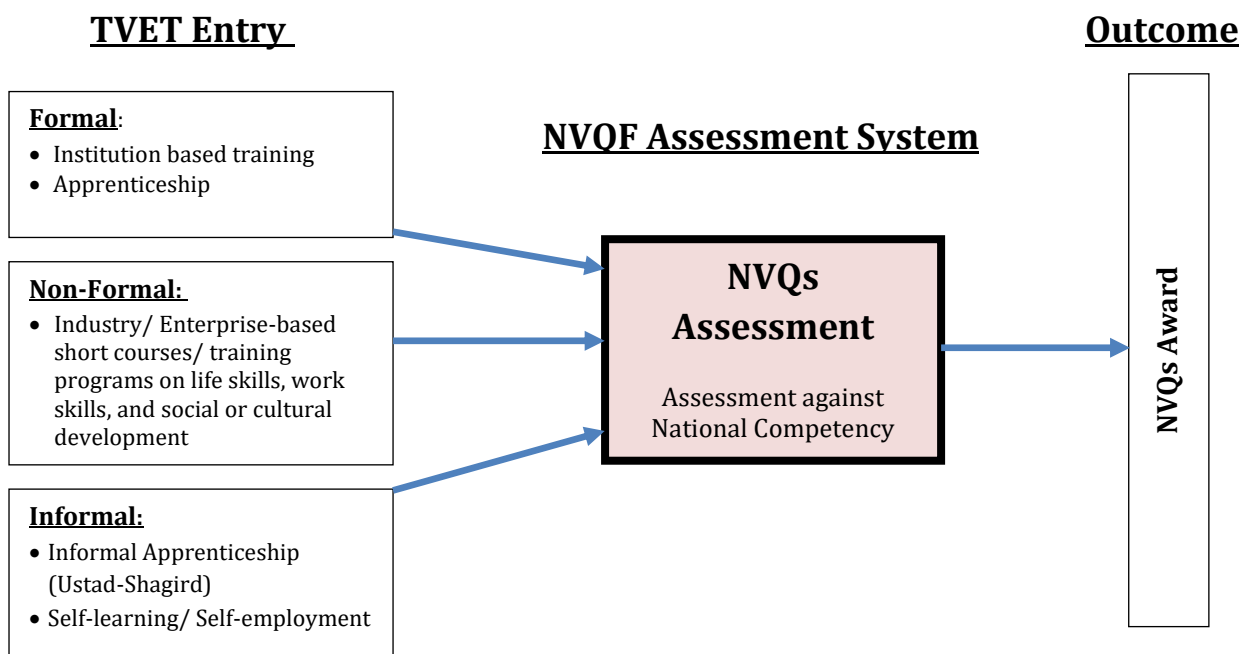 TVET Entry
Outcome
Formal:
• Institution based training
• Apprenticeship
NVQF Assessment System
Non-Formal:
• Industry/ Enterprise-based
short courses/ training
programs on life skills, work
skills, and social or cultural
development
NVQs
Assessment
Assessment against
National Competency
NVQs Award
Informal:
• Informal Apprenticeship
(Ustad-Shagird)
• Self-learning/ Self-employment